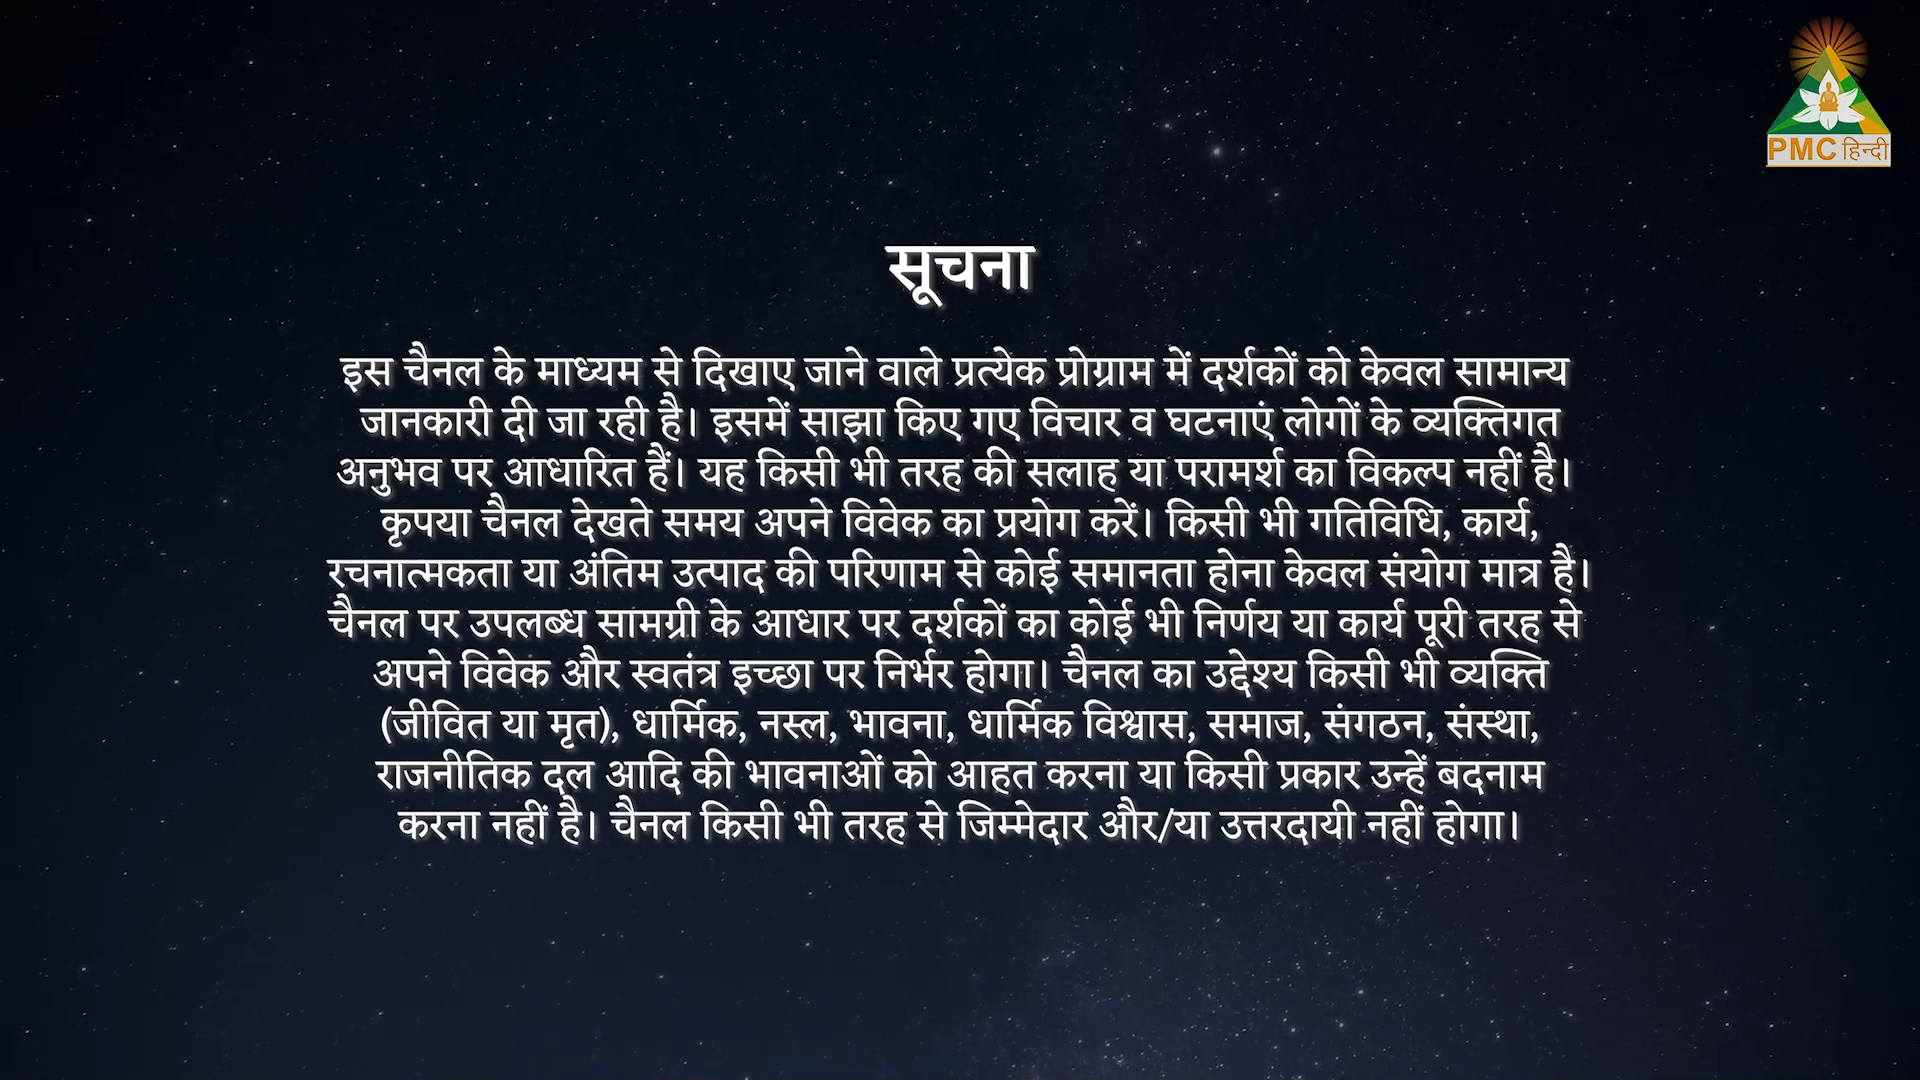 PMC हिन्दी
सूचना
इस चैनल के माध्यम से दिखाए जाने वाले प्रत्येक प्रोग्राम में दर्शकों को केवल सामान्य
जानकारी दी जा रही है। इसमें साझा किए गए विचार व घटनाएं लोगों के व्यक्तिगत
अनुभव पर आधारित हैं। यह किसी भी तरह की सलाह या परामर्श का विकल्प नहीं है।
कृपया चैनल देखते समय अपने विवेक का प्रयोग करें। किसी भी गतिविधि, कार्य,
रचनात्मकता या अंतिम उत्पाद की परिणाम से कोई समानता होना केवल संयोग मात्र है।
चैनल पर उपलब्ध सामग्री के आधार पर दर्शकों का कोई भी निर्णय या कार्य पूरी तरह से
अपने विवेक और स्वतंत्र इच्छा पर निर्भर होगा। चैनल का उद्देश्य किसी भी व्यक्ति
(जीवित या मृत), धार्मिक, नस्ल, भावना, धार्मिक विश्वास, समाज, संगठन, संस्था,
राजनीतिक दल आदि की भावनाओं को आहत करना या किसी प्रकार उन्हें बदनाम
करना नहीं है। चैनल किसी भी तरह से जिम्मेदार और/या उत्तरदायी नहीं होगा।